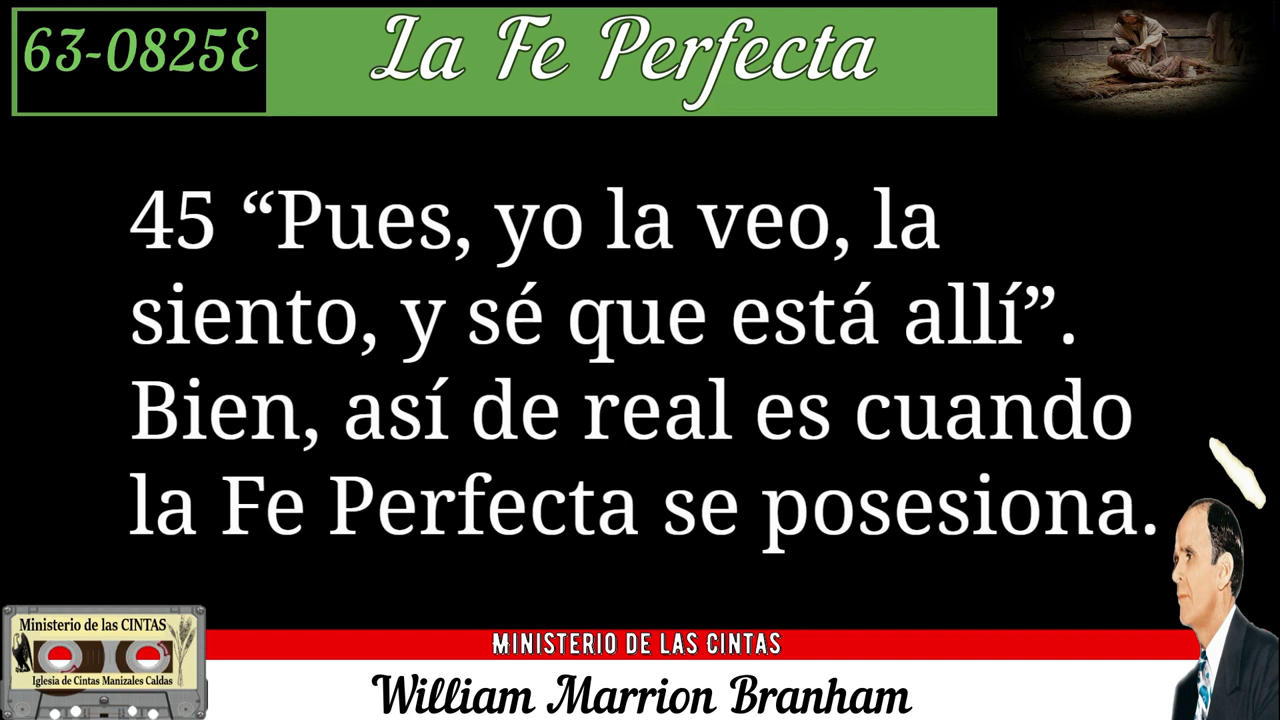 63-0825E
La Fe Perfecta
45 “Pues, yo la veo, la
siento, y sé que está allí”.
Bien, así de real es cuando
la Fe Perfecta se posesiona.
Ministerio de las CINTAS
Iglesia de Cintas Manizales Caldas
MINISTERIO DE LAS CINTAS
William Marrion Branham